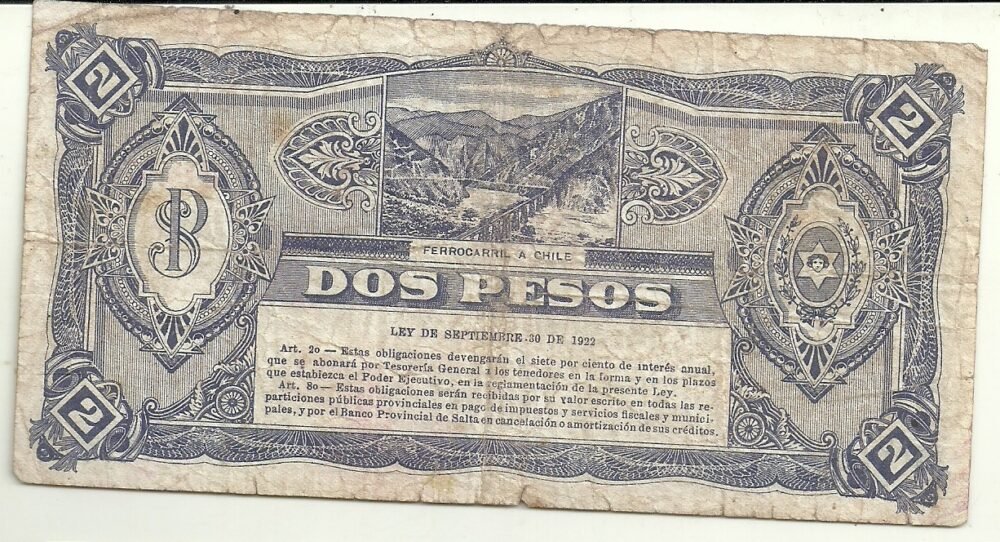 2
2
PS
FERROCARRIL A CHILE
DOS PESOS
LEY DE SEPTIEMBRE 30 DE 1922
Art. 2o — Estas obligaciones devengarán el siete por ciento de interés anual,
que se abonará por Tesorería General a los tenedores en la forma y en los plazos
que establezca el Poder Ejecutivo, en la reglamentación de la presente Ley.
Art. 8o — Estas obligaciones serán recibidas por su valor escrito en todas las re-
particiones públicas provinciales en pago de impuestos y servicios fiscales y munici-
pales, y por el Banco Provincial de Salta en cancelación o amortización de sus créditos.
2
2